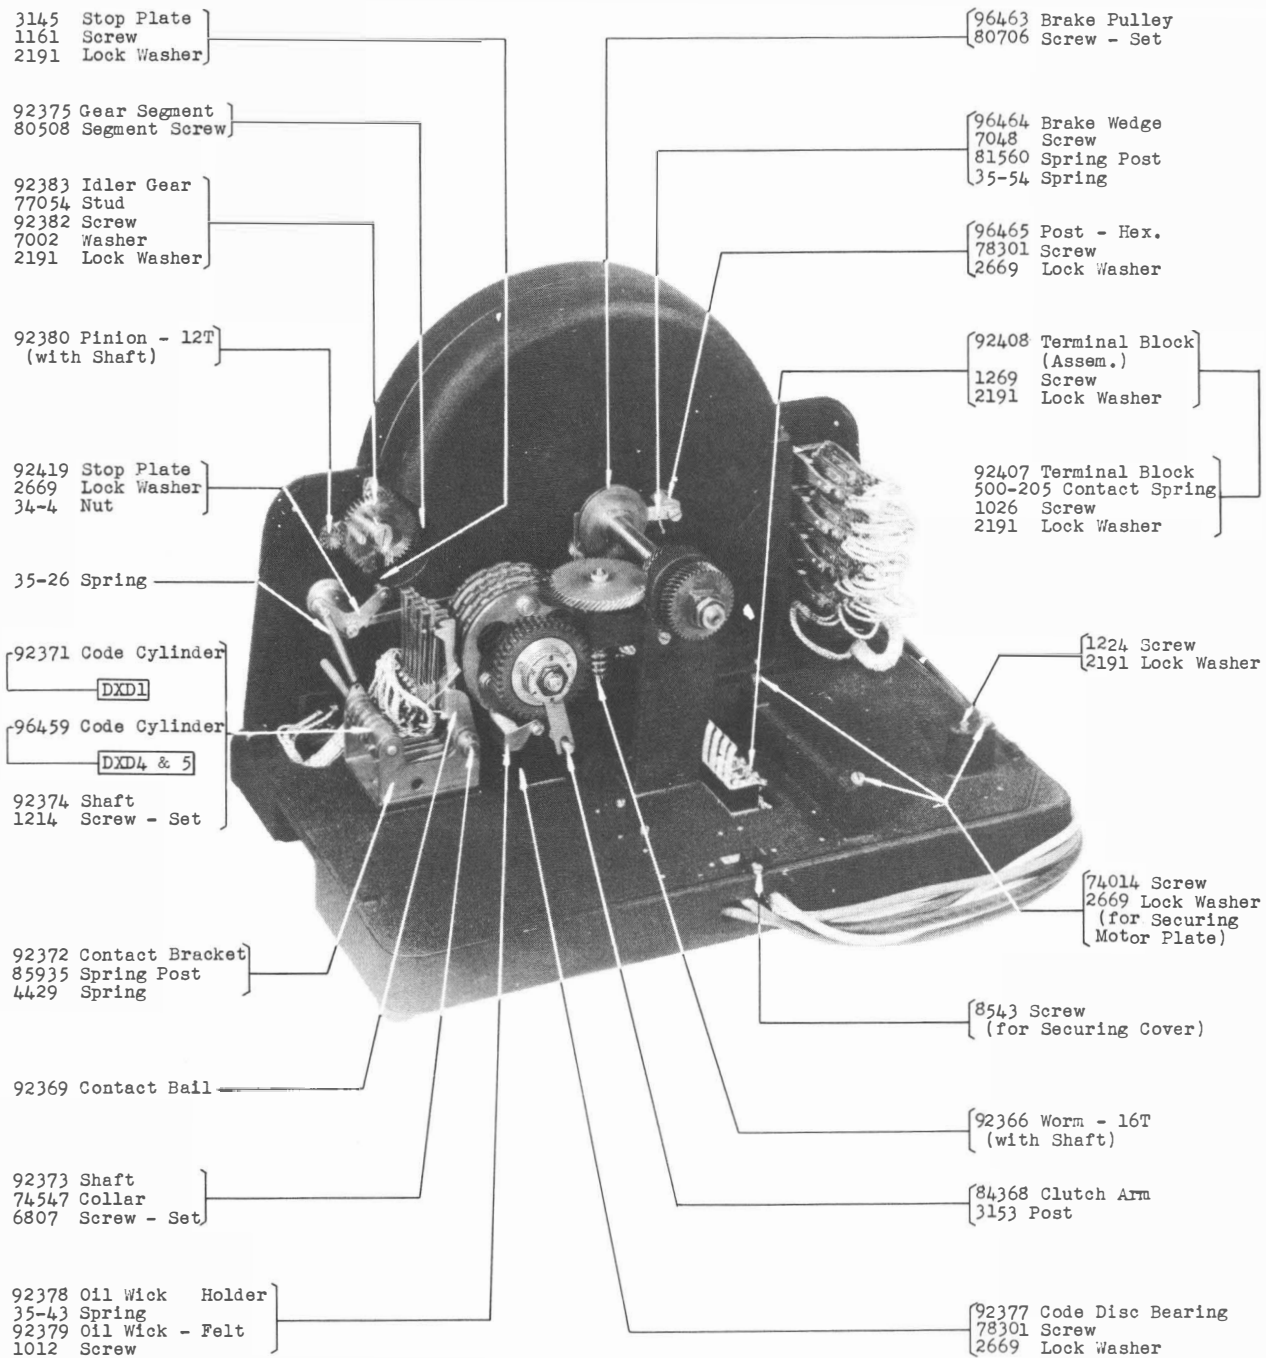 3145 Stop Plate
1161 Screw
2191 Lock Washer
92375 Gear Segment
80508 Segment Screw
92383 Idler Gear
77054 Stud
92382 Screw
7002 Washer
2191 Lock Washer
92380 Pinion - 12T
(with Shaft)
92419 Stop Plate
2669 Lock Washer
34-4 Nut
35-26 Spring
92371 Code Cylinder
DXD1
96459 Code Cylinder
DXD4 & 5
92374 Shaft
1214 Screw - Set
92372 Contact Bracket
85935 Spring Post
4429 Spring
92369 Contact Bail
92373 Shaft
74547 Collar
6807 Screw - Set
92378 Oil Wick Holder
35-43 Spring
92379 Oil Wick - Felt
1012 Screw
96463 Brake Pulley
80706 Screw - Set
96464 Brake Wedge
7048 Screw
81560 Spring Post
35-54 Spring
96465 Post - Hex.
78301 Screw
2669 Lock Washer
92408 Terminal Block
(Assem.)
1269 Screw
2191 Lock Washer
92407 Terminal Block
500-205 Contact Spring
1026 Screw
2191 Lock Washer
1224 Screw
2191 Lock Washer
74014 Screw
2669 Lock Washer
(for Securing
Motor Plate)
8543 Screw
(for Securing Cover)
92366 Worm - 16T
(with Shaft)
84368 Clutch Arm
3153 Post
92377 Code Disc Bearing
78301 Screw
2669 Lock Washer